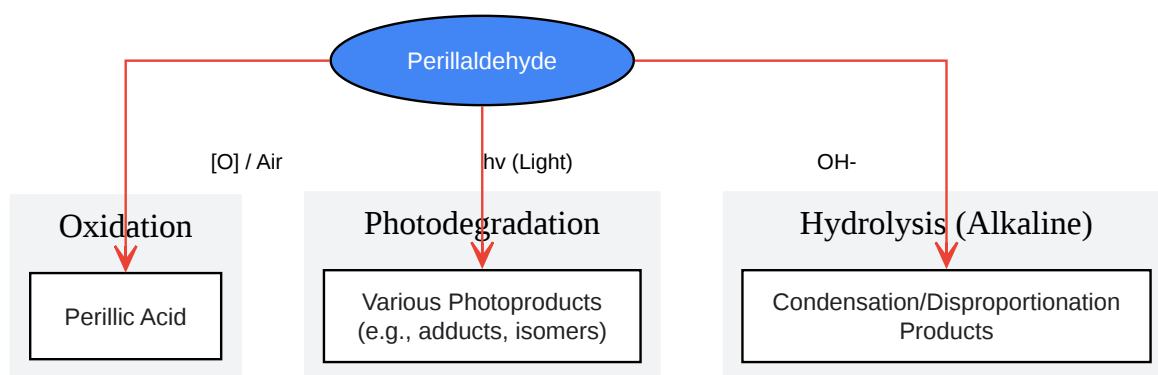 Perillaldehyde
[O] / Air
hv (Light)
OH-
Oxidation
Photodegradation
Hydrolysis (Alkaline)
Perillic Acid
Various Photoproducts
(e.g., adducts, isomers)
Condensation/Disproportionation
Products